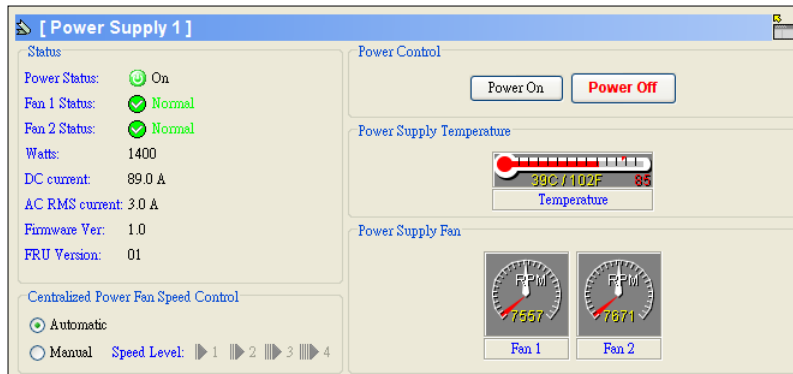 [ Power Supply 1 ]
Status
Power Status: On
Fan 1 Status: Normal
Fan 2 Status: Normal
Watts: 1400
DC current: 89.0 A
AC RMS current: 3.0 A
Firmware Ver: 1.0
FRU Version: 01
Centralized Power Fan Speed Control
Automatic
Manual Speed Level: 1 2 3 4
Power Control
Power On Power Off
Power Supply Temperature
39C / 102F 85
Temperature
Power Supply Fan
RPM RPM
7557 7671
Fan 1 Fan 2